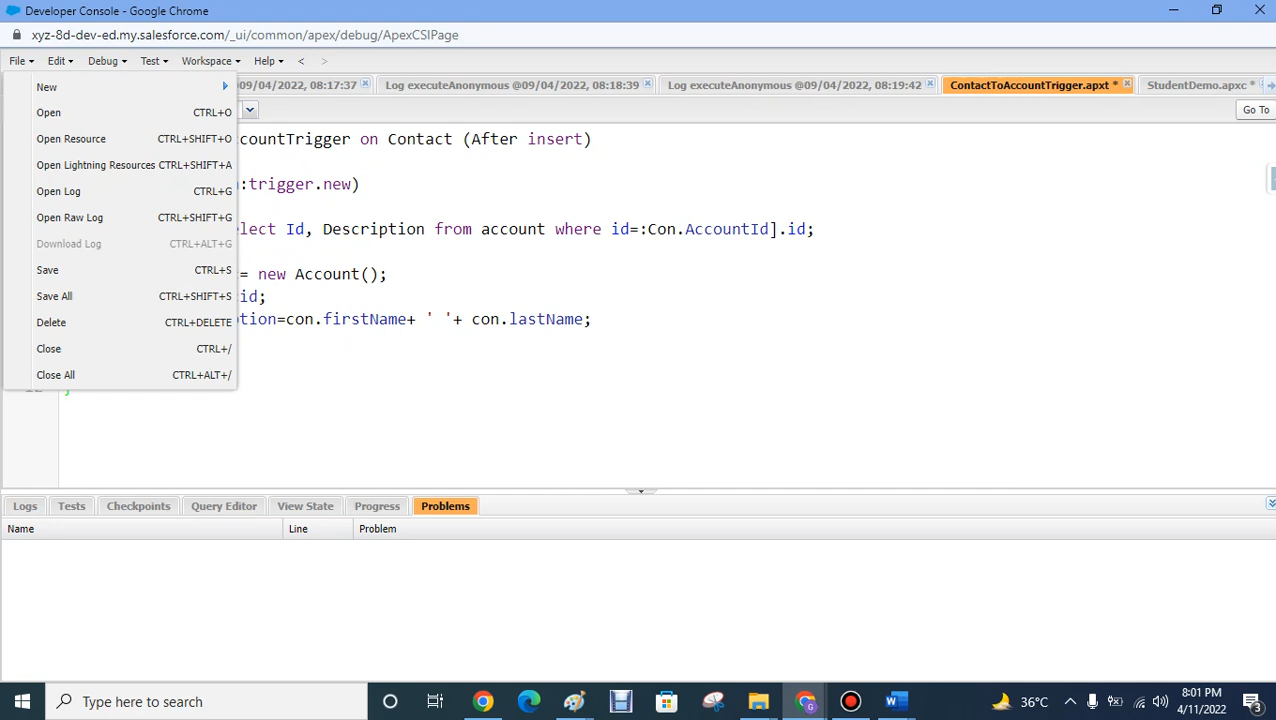 Developer Console - Google Chrome
xyz-8d-dev-ed.my.salesforce.com/_ui/common/apex/debug/ApexCSIPage
File Edit Debug Test Workspace Help < >
09/04/2022, 08:17:37 Log executeAnonymous @09/04/2022, 08:18:39 Log executeAnonymous @09/04/2022, 08:19:42 ContactToAccountTrigger.apxt * StudentDemo.apxc *
Go To
New
Open CTRL+O
Open Resource CTRL+SHIFT+O
Open Lightning Resources CTRL+SHIFT+A
Open Log CTRL+G
Open Raw Log CTRL+SHIFT+G
Download Log CTRL+ALT+G
Save CTRL+S
Save All CTRL+SHIFT+S
Delete CTRL+DELETE
Close CTRL+/
Close All CTRL+ALT+/
countTrigger on Contact (After insert)
:trigger.new)
lect Id, Description from account where id=:Con.AccountId].id;
= new Account();
id;
tion=con.firstName+ ' '+ con.lastName;
Logs Tests Checkpoints Query Editor View State Progress Problems
Name Line Problem
Type here to search
36°C
8:01 PM
4/11/2022
3